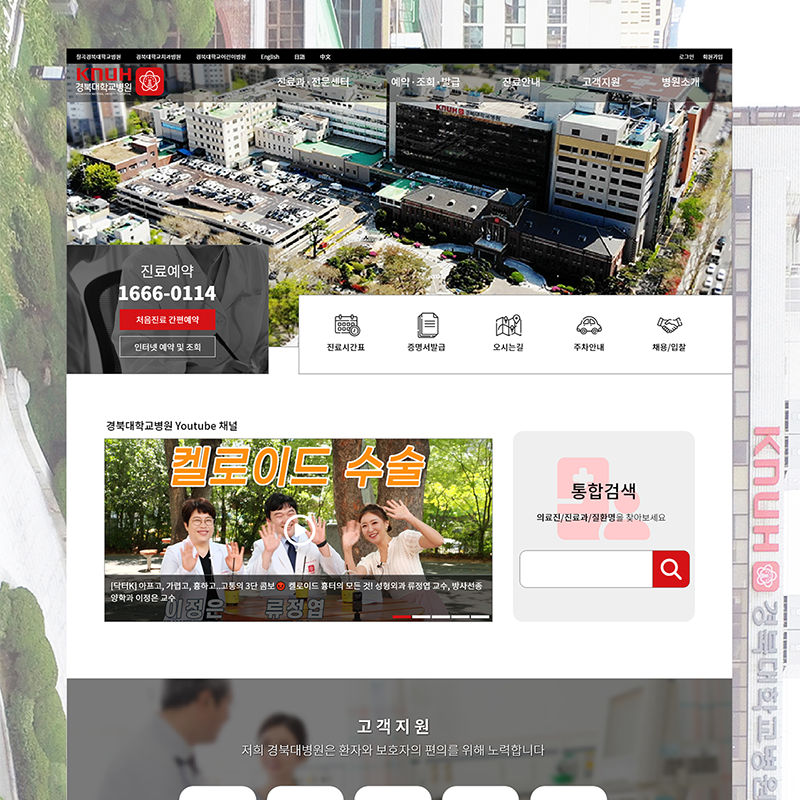 칠곡경북대학교병원 경북대학교치과병원 경북대학교어린이병원 English 日語 中文 로그인 회원가입
KNUH
경북대학교병원
진료과·전문센터 예약·조회·발급 진료안내 고객지원 병원소개
KNUH 경북대학교병원
진료예약
1666-0114
처음진료 간편예약
인터넷 예약 및 조회
진료시간표 증명서발급 오시는길 주차안내 채용/입찰
경북대학교병원 Youtube 채널
켈로이드 수술
[닥터K] 아프고, 가렵고, 흉하고...고통의 3단 콤보 😡 켈로이드 흉터의 모든 것! 성형외과 류정엽 교수, 방사선종
양학과 이정은 교수
이정은 류정엽
통합검색
의료진/진료과/질환명을 찾아보세요
고객지원
저희 경북대병원은 환자와 보호자의 편의를 위해 노력합니다
KNUH 경북대학교병원